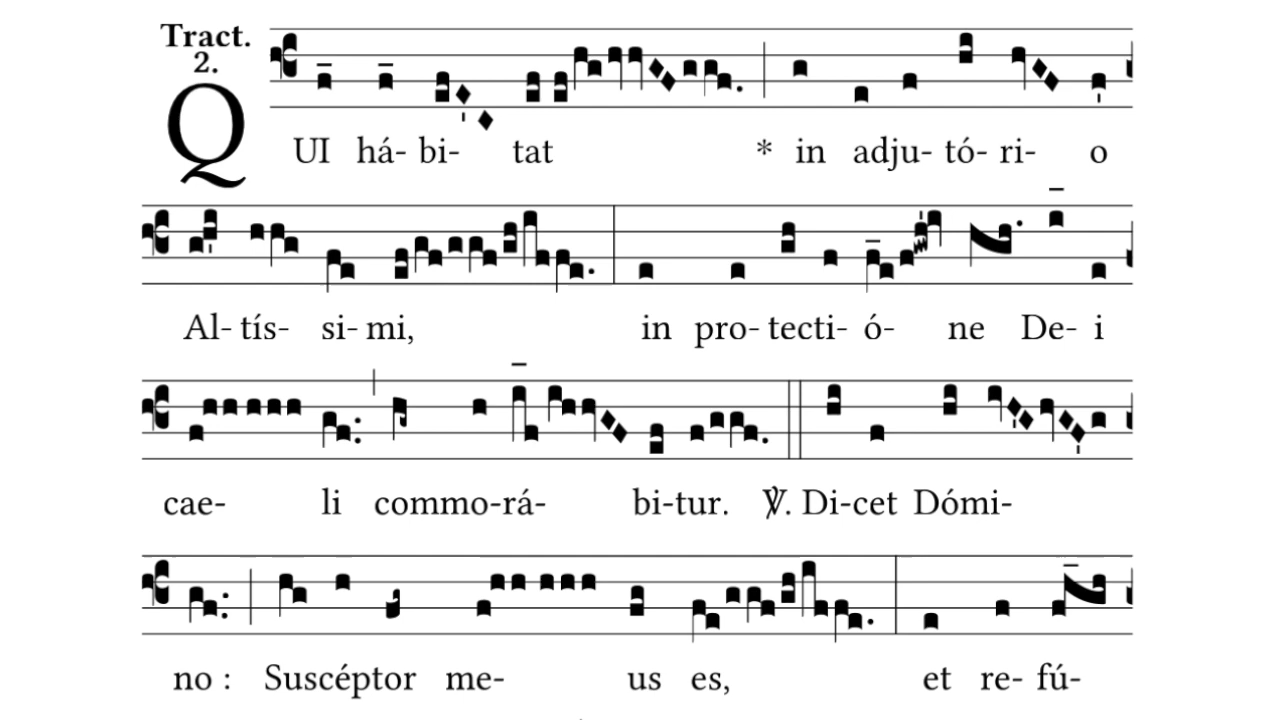 Tract.
2.
QUI há- bi- tat * in adju- tó- ri- o
Al- tís- si- mi, in pro- tecti- ó- ne De- i
cae- li commo- rá- bi- tur. ℣. Di- cet Dómi-
no : Suscéptor me- us es, et re- fú-